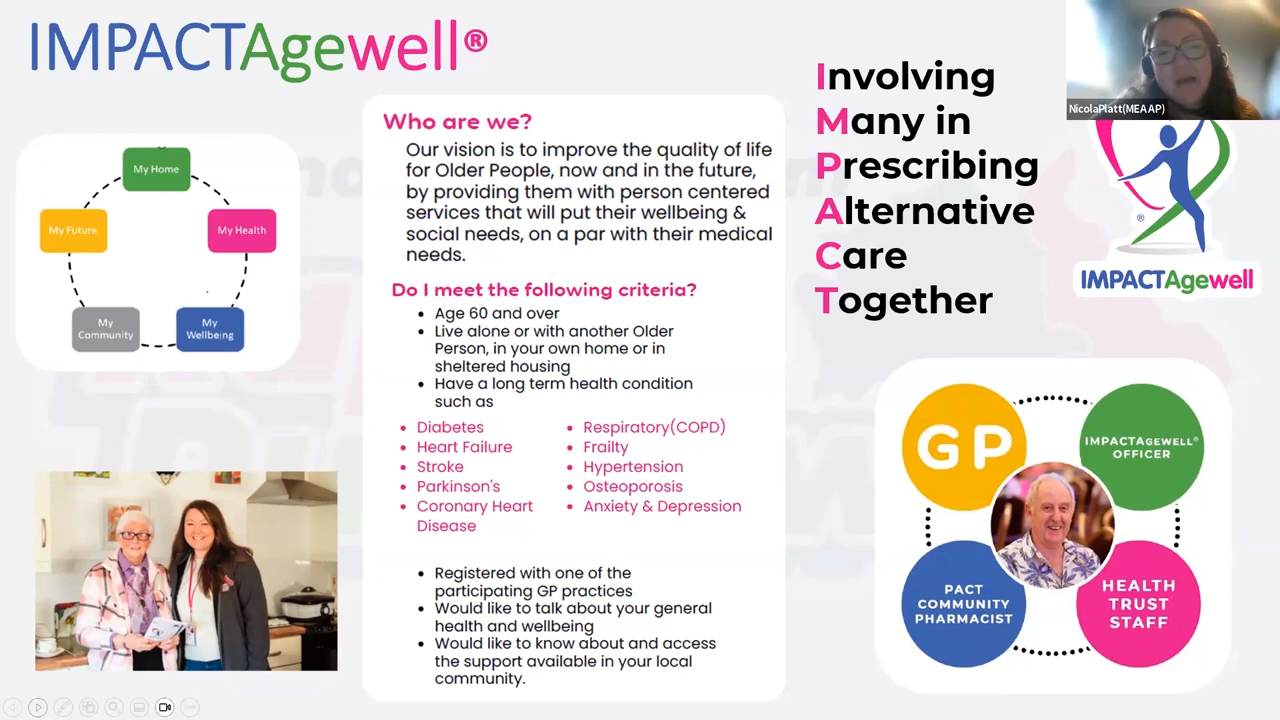 IMPACTAgewell®
My Home
My Future
My Health
My
Community
My
Wellbeing
Who are we?
Our vision is to improve the quality of life
for Older People, now and in the future,
by providing them with person centered
services that will put their wellbeing &
social needs, on a par with their medical
needs.
Do I meet the following criteria?
• Age 60 and over
• Live alone or with another Older
Person, in your own home or in
sheltered housing
• Have a long term health condition
such as
• Diabetes
• Heart Failure
• Stroke
• Parkinson's
• Coronary Heart
Disease
• Respiratory(COPD)
• Frailty
• Hypertension
• Osteoporosis
• Anxiety & Depression
• Registered with one of the
participating GP practices
• Would like to talk about your general
health and wellbeing
• Would like to know about and access
the support available in your local
community.
Involving
Many in
Prescribing
Alternative
Care
Together
NicolaPlatt(MEAAP)
®
IMPACTAgewell
GP
IMPACTAGEWELL®
OFFICER
PACT
COMMUNITY
PHARMACIST
HEALTH
TRUST
STAFF